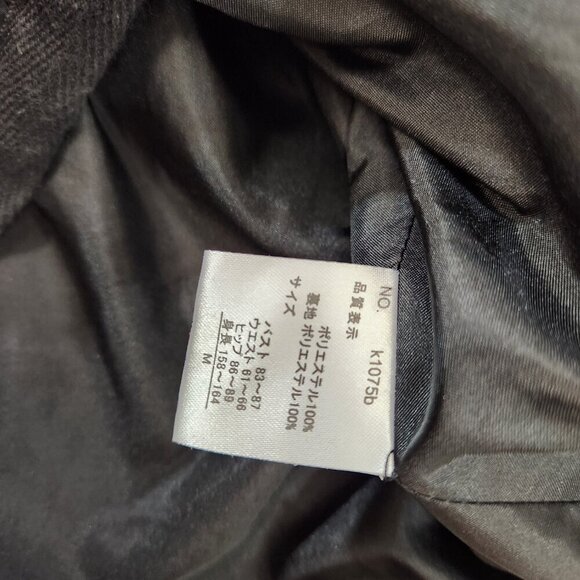 NO. K1075b
品質表示
ポリエステル100%
裏地 ポリエステル100%
サイズ
バスト 83～87
ウエスト 61～66
ヒップ 86～89
身長 158～164
M